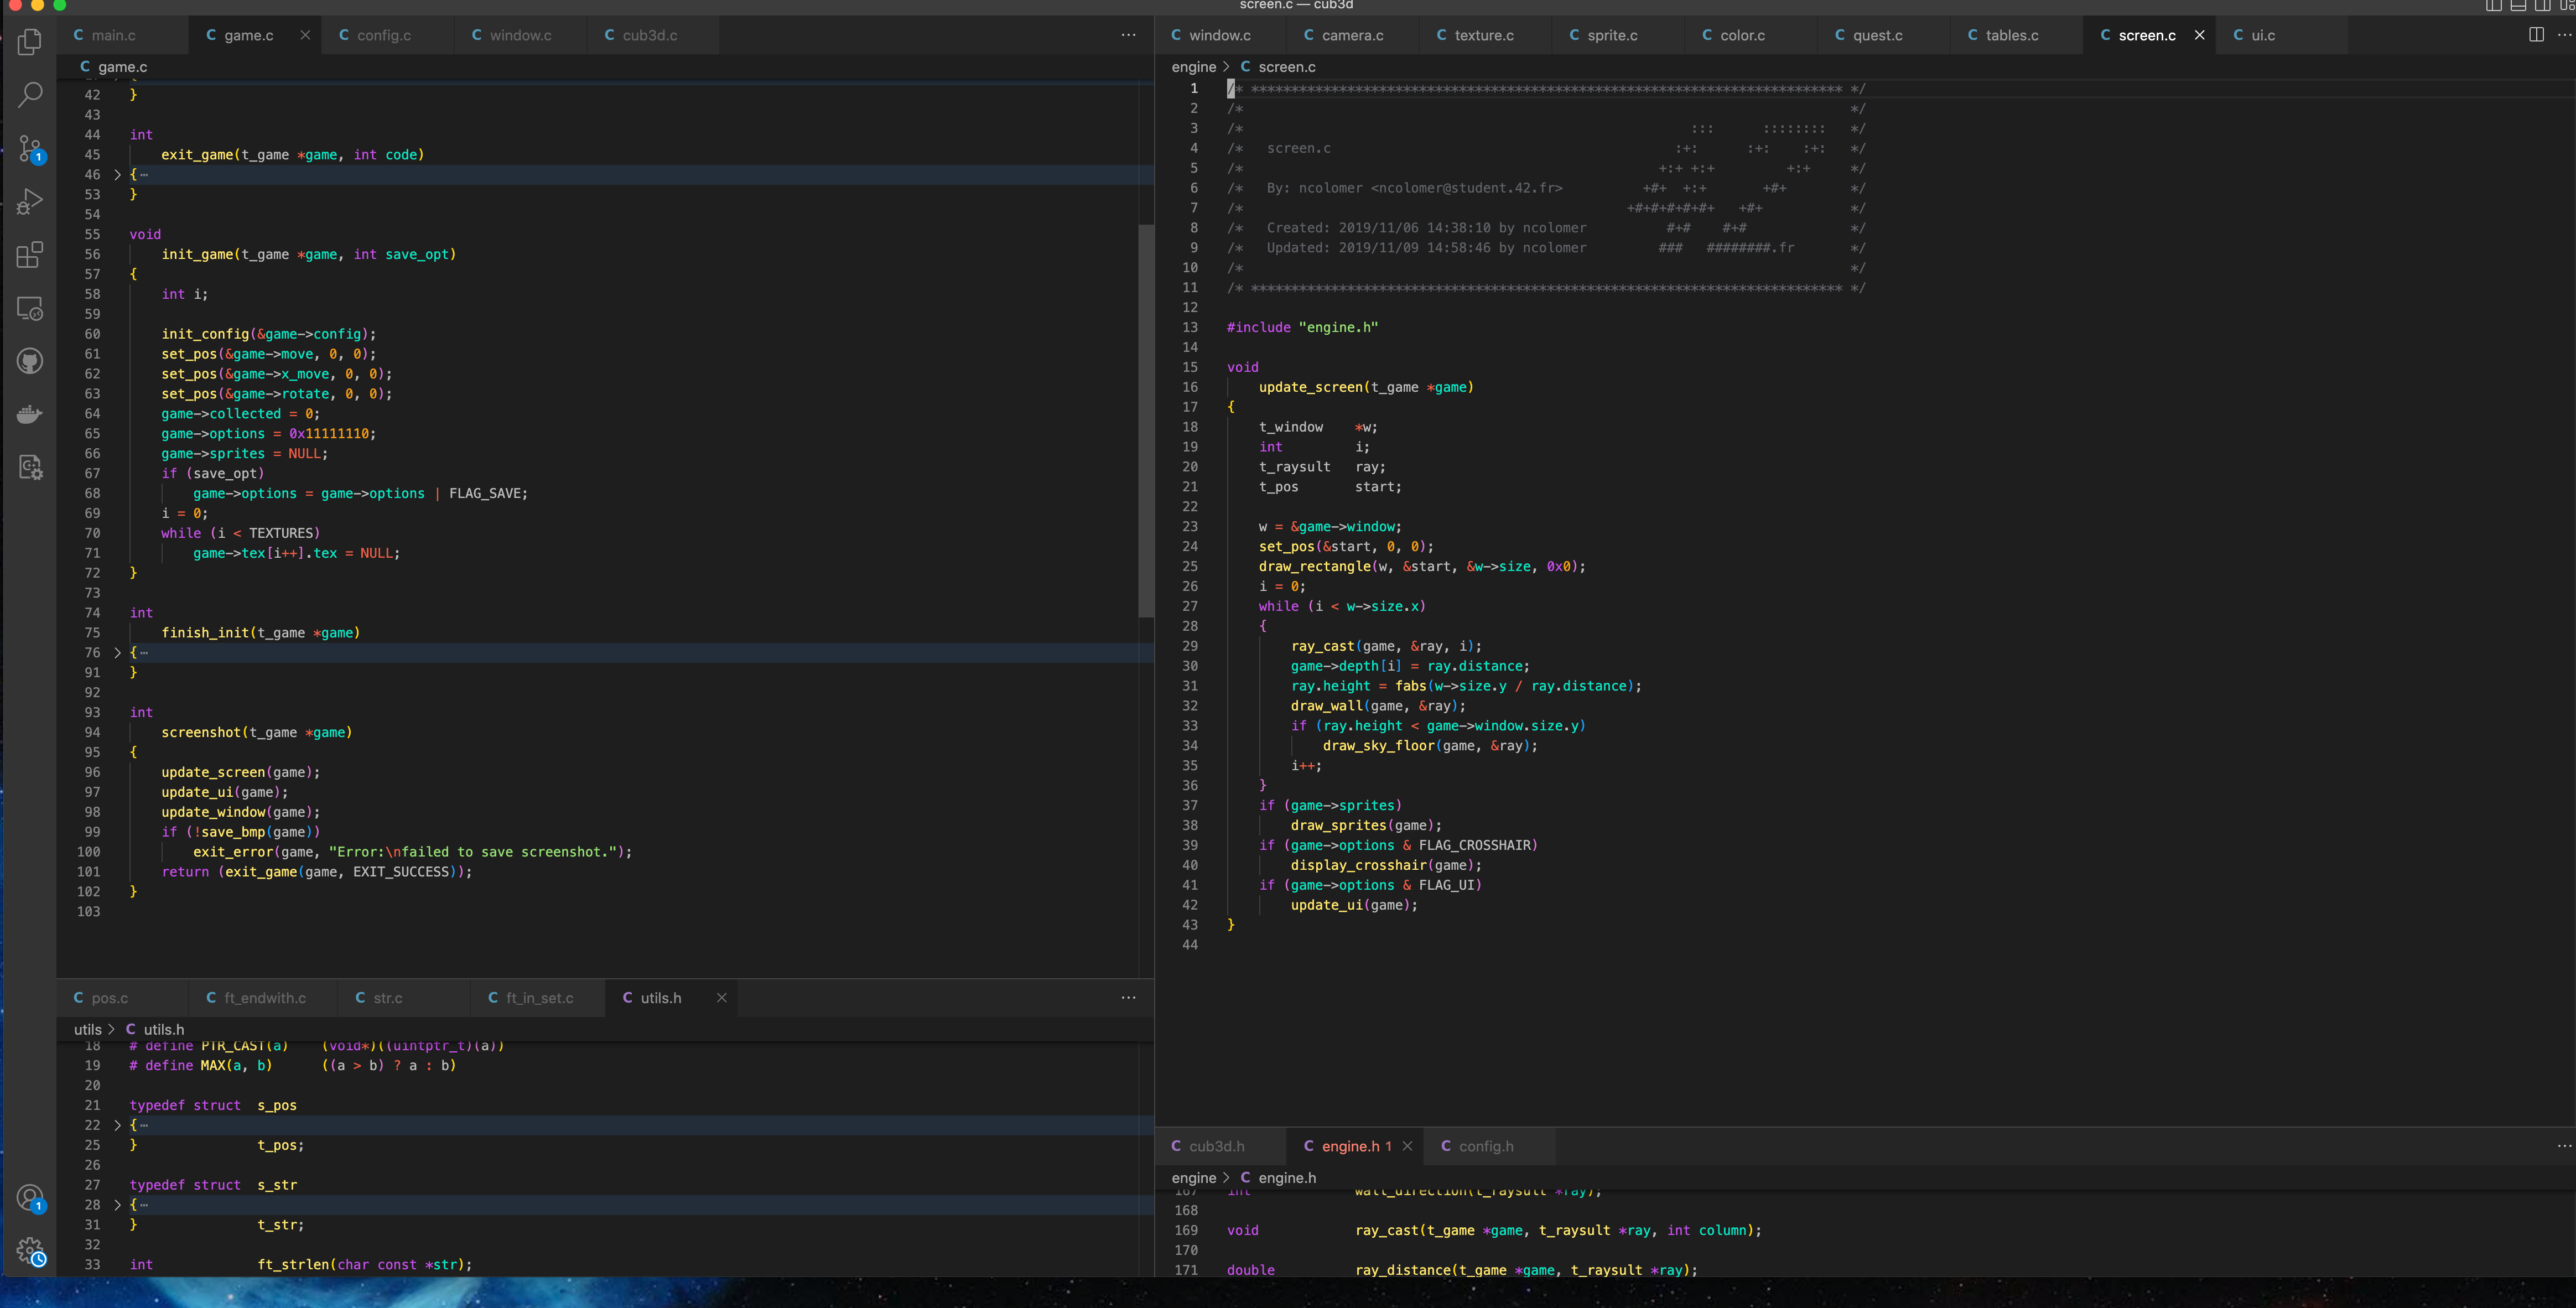 screen.c — cub3d
main.c game.c config.c window.c cub3d.c
game.c
42 }
43
44 int
45 exit_game(t_game *game, int code)
46 {
53 }
54
55 void
56 init_game(t_game *game, int save_opt)
57 {
58 int i;
59
60 init_config(&game->config);
61 set_pos(&game->move, 0, 0);
62 set_pos(&game->x_move, 0, 0);
63 set_pos(&game->rotate, 0, 0);
64 game->collected = 0;
65 game->options = 0x11111110;
66 game->sprites = NULL;
67 if (save_opt)
68 game->options = game->options | FLAG_SAVE;
69 i = 0;
70 while (i < TEXTURES)
71 game->tex[i++].tex = NULL;
72 }
73
74 int
75 finish_init(t_game *game)
76 {
91 }
92
93 int
94 screenshot(t_game *game)
95 {
96 update_screen(game);
97 update_ui(game);
98 update_window(game);
99 if (!save_bmp(game))
100 exit_error(game, "Error:\nfailed to save screenshot.");
101 return (exit_game(game, EXIT_SUCCESS));
102 }
103
pos.c ft_endwith.c str.c ft_in_set.c utils.h
utils > utils.h
18 # define PTR_CAST(a) (void*)((uintptr_t)(a))
19 # define MAX(a, b) ((a > b) ? a : b)
20
21 typedef struct s_pos
22 {
25 } t_pos;
26
27 typedef struct s_str
28 {
31 } t_str;
32
33 int ft_strlen(char const *str);
window.c camera.c texture.c sprite.c color.c quest.c tables.c screen.c ui.c
engine > screen.c
1 /* ************************************************************************** */
2 /* */
3 /* ::: :::::::: */
4 /* screen.c :+: :+: :+: */
5 /* +:+ +:+ +:+ */
6 /* By: ncolomer <ncolomer@student.42.fr> +#+ +:+ +#+ */
7 /* +#+#+#+#+#+ +#+ */
8 /* Created: 2019/11/06 14:38:10 by ncolomer #+# #+# */
9 /* Updated: 2019/11/09 14:58:46 by ncolomer ### ########.fr */
10 /* */
11 /* ************************************************************************** */
12
13 #include "engine.h"
14
15 void
16 update_screen(t_game *game)
17 {
18 t_window *w;
19 int i;
20 t_raysult ray;
21 t_pos start;
22
23 w = &game->window;
24 set_pos(&start, 0, 0);
25 draw_rectangle(w, &start, &w->size, 0x0);
26 i = 0;
27 while (i < w->size.x)
28 {
29 ray_cast(game, &ray, i);
30 game->depth[i] = ray.distance;
31 ray.height = fabs(w->size.y / ray.distance);
32 draw_wall(game, &ray);
33 if (ray.height < game->window.size.y)
34 draw_sky_floor(game, &ray);
35 i++;
36 }
37 if (game->sprites)
38 draw_sprites(game);
39 if (game->options & FLAG_CROSSHAIR)
40 display_crosshair(game);
41 if (game->options & FLAG_UI)
42 update_ui(game);
43 }
44
cub3d.h engine.h 1 config.h
engine > engine.h
167 int wall_direction(t_raysult *ray);
168
169 void ray_cast(t_game *game, t_raysult *ray, int column);
170
171 double ray_distance(t_game *game, t_raysult *ray);